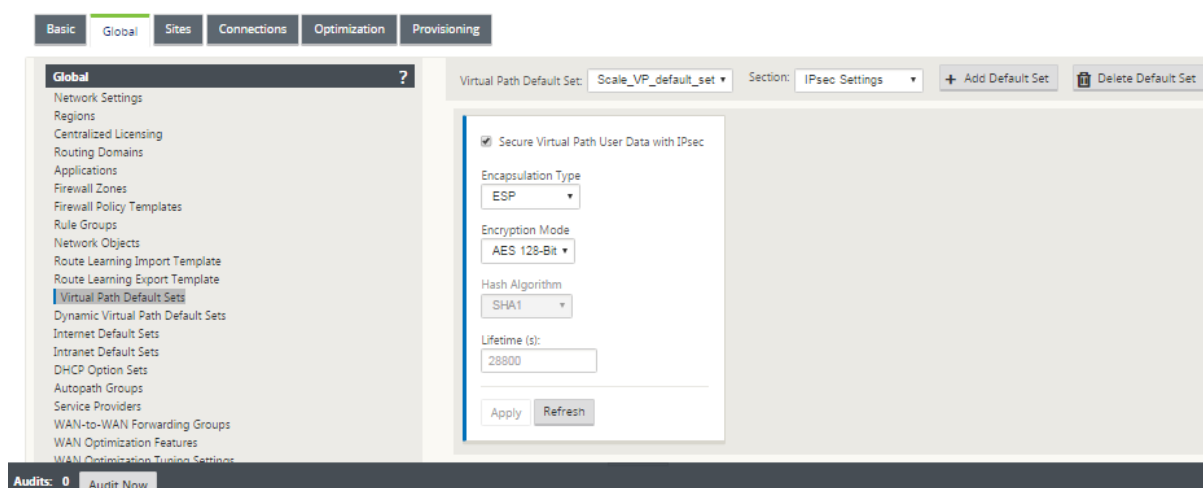 Basic Global Sites Connections Optimization Provisioning
Global ?
Network Settings
Regions
Centralized Licensing
Routing Domains
Applications
Firewall Zones
Firewall Policy Templates
Rule Groups
Network Objects
Route Learning Import Template
Route Learning Export Template
Virtual Path Default Sets
Dynamic Virtual Path Default Sets
Internet Default Sets
Intranet Default Sets
DHCP Option Sets
Autopath Groups
Service Providers
WAN-to-WAN Forwarding Groups
WAN Optimization Features
WAN Optimization Tuning Settings
Virtual Path Default Set: Scale_VP_default_set Section: IPsec Settings + Add Default Set Delete Default Set
Secure Virtual Path User Data with IPsec
Encapsulation Type
ESP
Encryption Mode
AES 128-Bit
Hash Algorithm
SHA1
Lifetime (s):
28800
Apply Refresh
Audits: 0 Audit Now